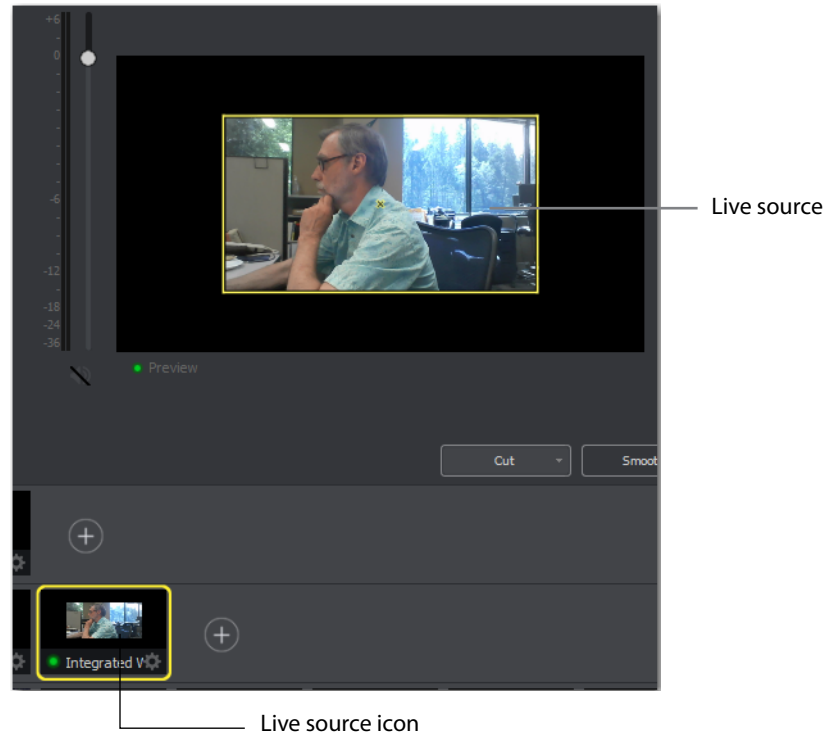 +6
0
-6
-12
-18
-24
-36
Live source
Preview
Cut
Smoot
Integrated W
Live source icon